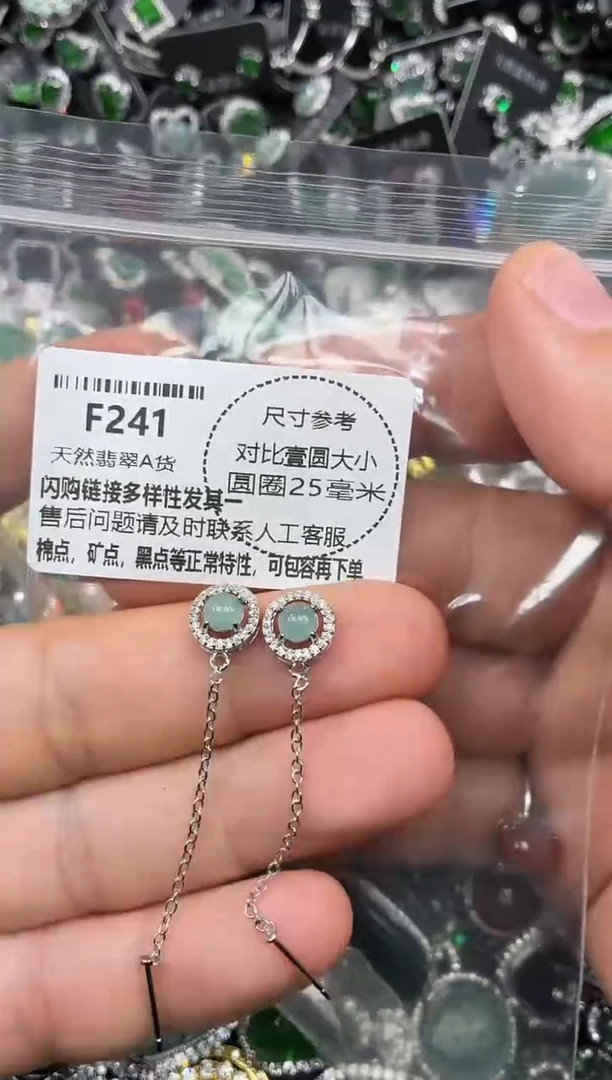 F241
天然翡翠A货
尺寸参考
对比壹圆大小
圆圈25毫米
闪购链接多样性发其一
售后问题请及时联系人工客服
棉点，矿点，黑点等正常特性，可包容再下单